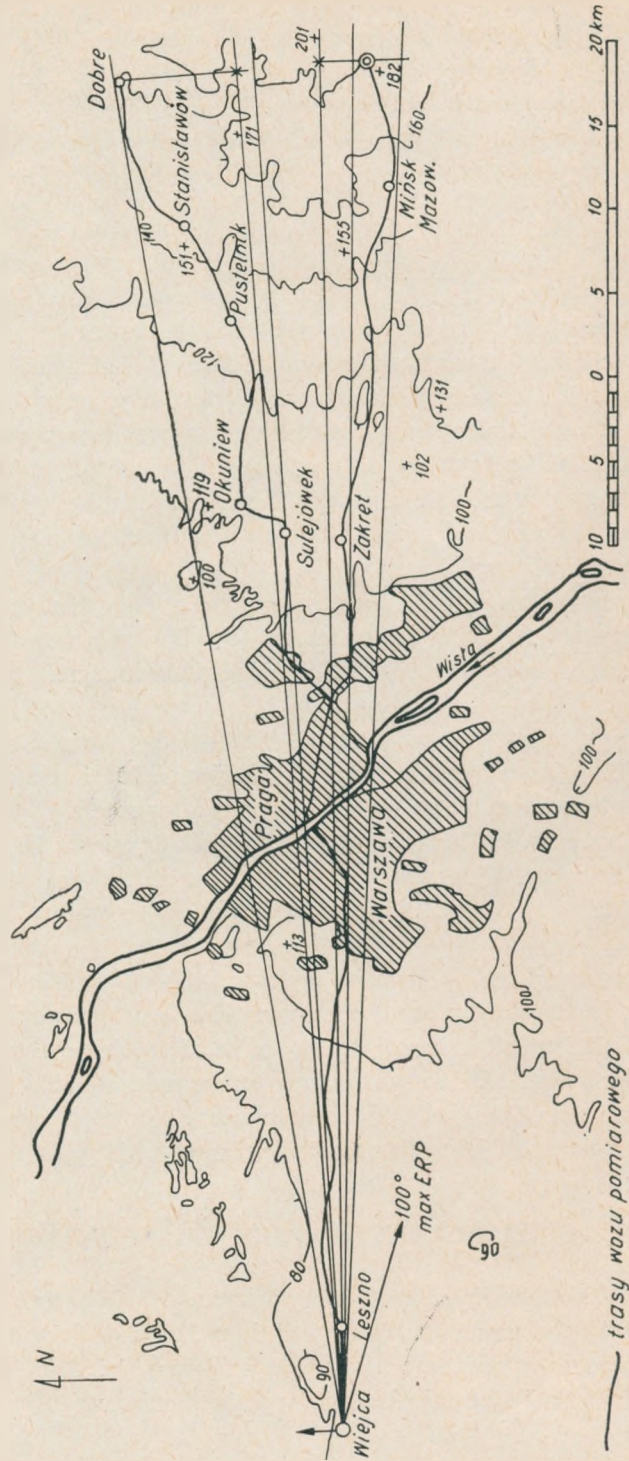 N
Dobre
Stanisławów
151
Pustelnik
140
120
171
201
182
160
155
Mińsk
Mazow.
119
Okuniew
100
Sulejówek
Zakręt
131
102
100
Praga
Warszawa
Wisła
113
100
100
80
90
90
Wiejca
Leszno
100°
max ERP
10 5 0 5 10 15 20 km
trasy wozu pomiarowego